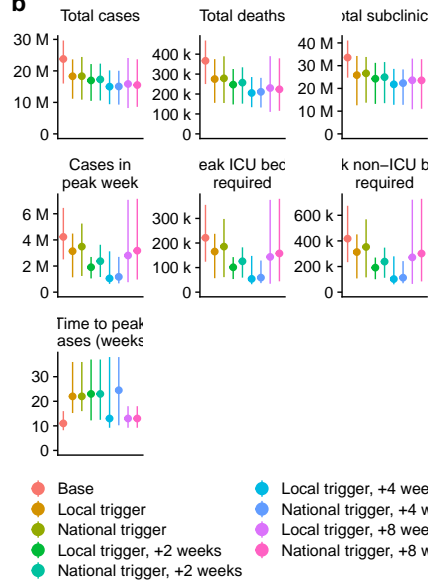 b
Total cases
Total deaths
otal subclinic
30 M
20 M
10 M
0
400 k
300 k
200 k
100 k
0
40 M
30 M
20 M
10 M
0
Cases in
peak week
eak ICU bed
required
k non−ICU b
required
6 M
4 M
2 M
0
300 k
200 k
100 k
0
600 k
400 k
200 k
0
Time to peak
ases (weeks
30
20
10
0
Base
Local trigger
National trigger
Local trigger, +2 weeks
National trigger, +2 weeks
Local trigger, +4 wee
National trigger, +4 w
Local trigger, +8 wee
National trigger, +8 w